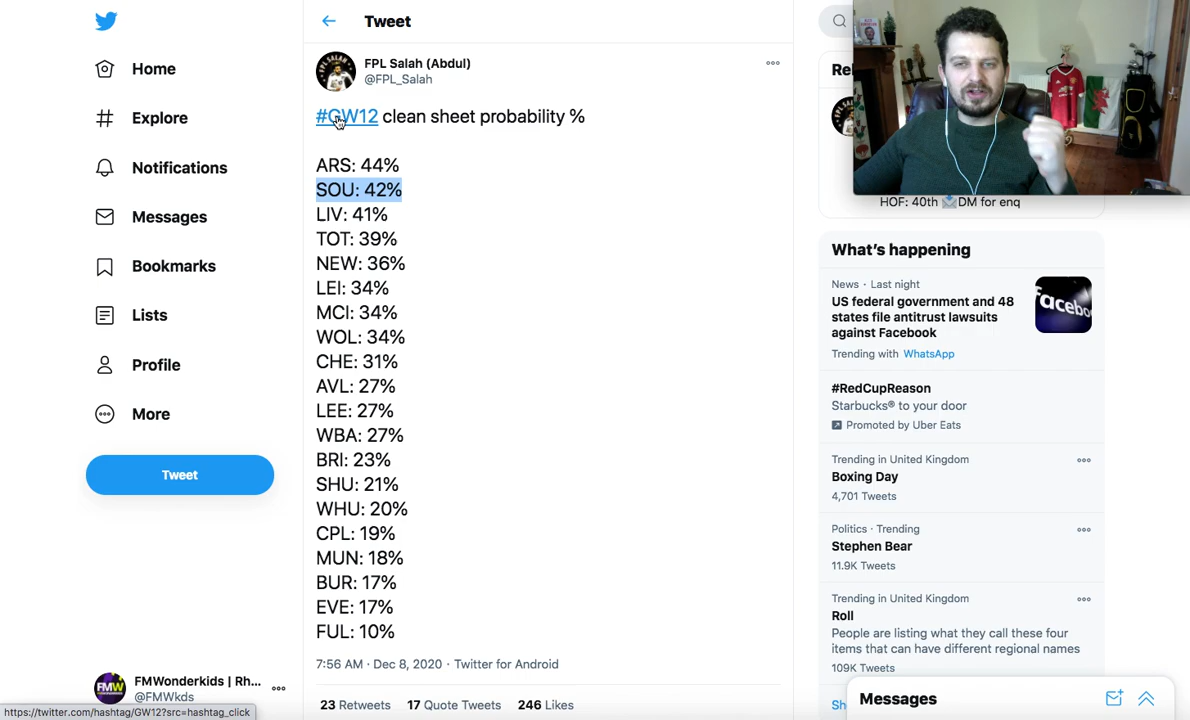 Tweet
FPL Salah (Abdul)
@FPL_Salah
#GW12 clean sheet probability %
ARS: 44%
SOU: 42%
LIV: 41%
TOT: 39%
NEW: 36%
LEI: 34%
MCI: 34%
WOL: 34%
CHE: 31%
AVL: 27%
LEE: 27%
WBA: 27%
BRI: 23%
SHU: 21%
WHU: 20%
CPL: 19%
MUN: 18%
BUR: 17%
EVE: 17%
FUL: 10%
7:56 AM · Dec 8, 2020 · Twitter for Android
23 Retweets 17 Quote Tweets 246 Likes
Home
Explore
Notifications
Messages
Bookmarks
Lists
Profile
More
Tweet
FMW
FMWonderkids | Rh...
@FMWkds
https://twitter.com/hashtag/GW12?src=hashtag_click
HOF: 40th DM for enq
What's happening
News · Last night
US federal government and 48
states file antitrust lawsuits
against Facebook
Trending with WhatsApp
#RedCupReason
Starbucks® to your door
Promoted by Uber Eats
Trending in United Kingdom
Boxing Day
4,701 Tweets
Politics · Trending
Stephen Bear
11.9K Tweets
Trending in United Kingdom
Roll
People are listing what they call these four
items that can have different regional names
109K Tweets
Messages